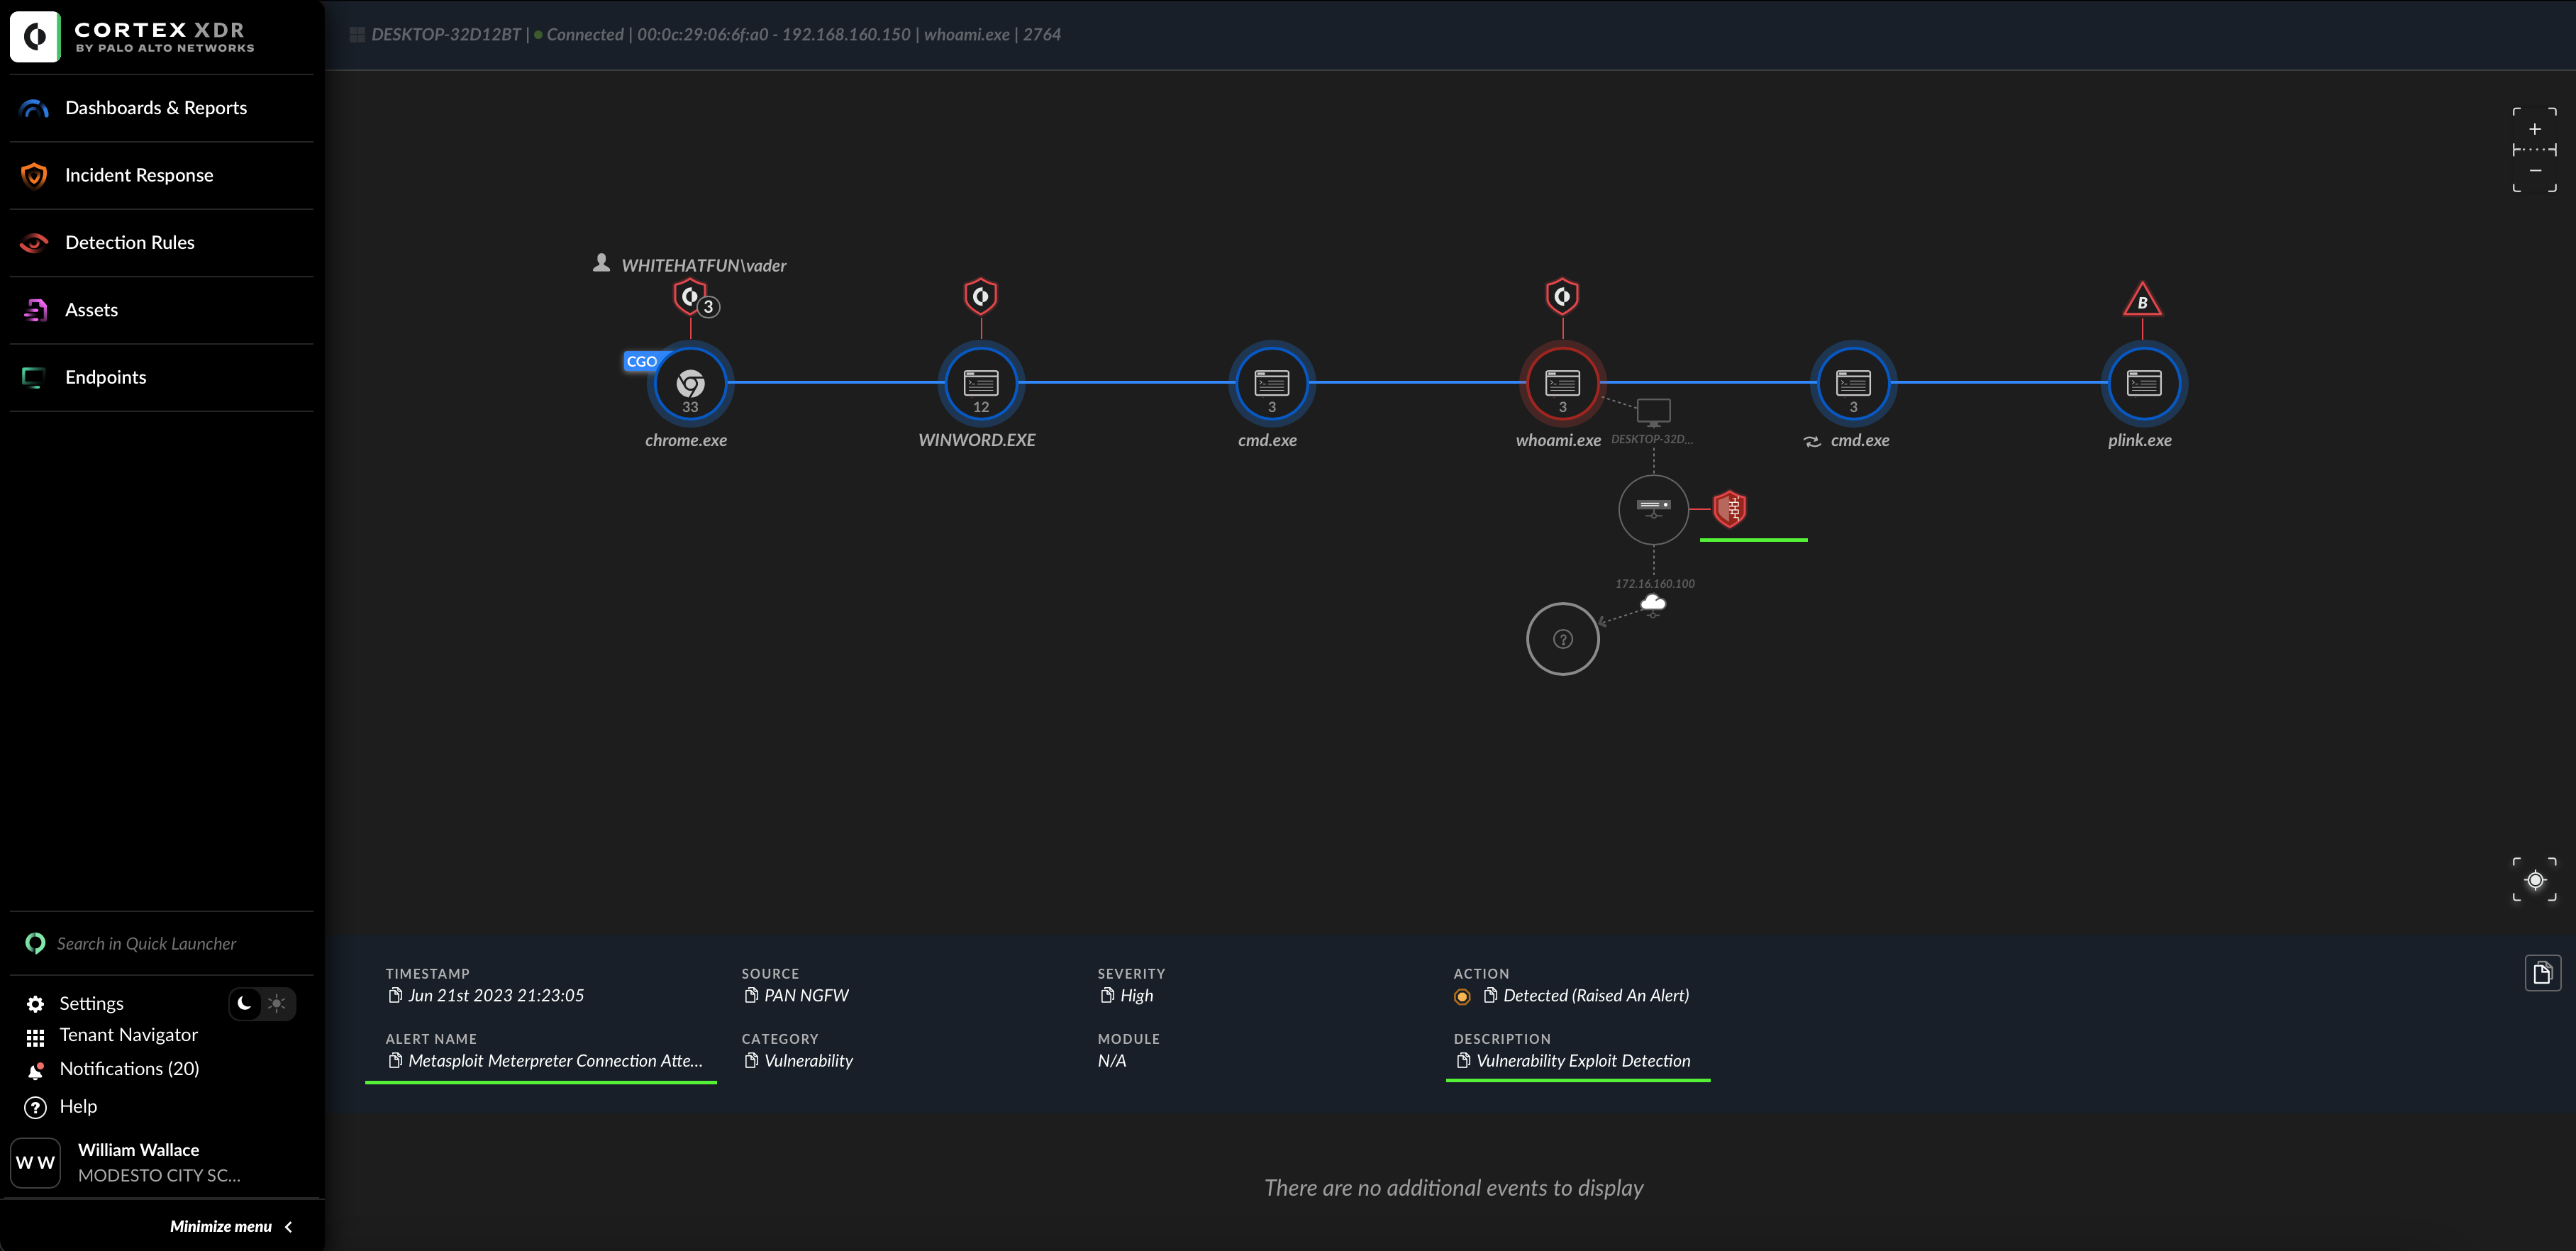 CORTEX XDR
BY PALO ALTO NETWORKS
Dashboards & Reports
Incident Response
Detection Rules
Assets
Endpoints
Search in Quick Launcher
Settings
Tenant Navigator
Notifications (20)
Help
W W
William Wallace
MODESTO CITY SC...
Minimize menu
DESKTOP-32D12BT | Connected | 00:0c:29:06:6f:a0 - 192.168.160.150 | whoami.exe | 2764
WHITEHATFUN\vader
3
B
CGO
33
12
3
3
3
chrome.exe
WINWORD.EXE
cmd.exe
whoami.exe
DESKTOP-32D...
cmd.exe
plink.exe
172.16.160.100
?
TIMESTAMP
Jun 21st 2023 21:23:05
SOURCE
PAN NGFW
SEVERITY
High
ACTION
Detected (Raised An Alert)
ALERT NAME
Metasploit Meterpreter Connection Atte...
CATEGORY
Vulnerability
MODULE
N/A
DESCRIPTION
Vulnerability Exploit Detection
There are no additional events to display